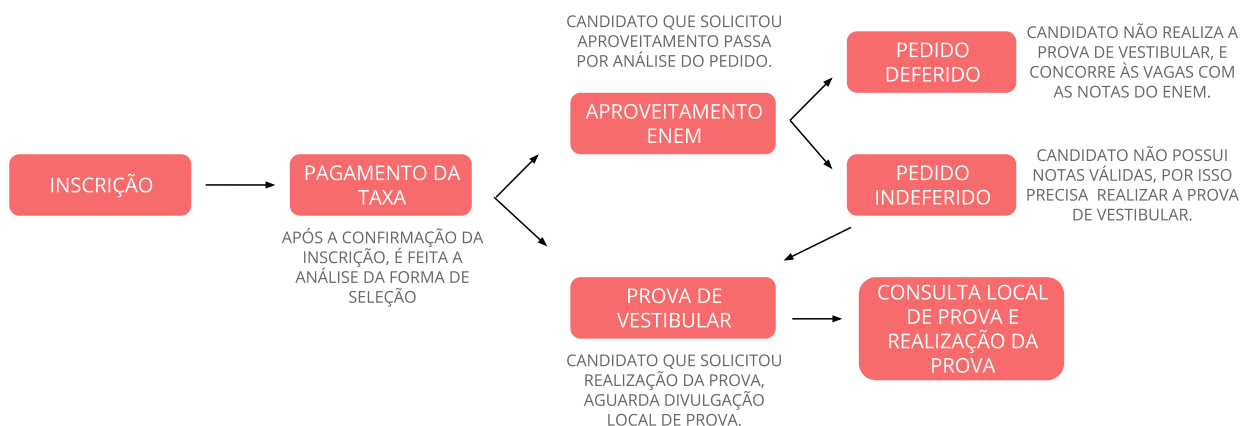 INSCRIÇÃO
PAGAMENTO DA
TAXA
APÓS A CONFIRMAÇÃO DA
INSCRIÇÃO, É FEITA A
ANÁLISE DA FORMA DE
SELEÇÃO
CANDIDATO QUE SOLICITOU
APROVEITAMENTO PASSA
POR ANÁLISE DO PEDIDO.
APROVEITAMENTO
ENEM
PEDIDO
DEFERIDO
CANDIDATO NÃO REALIZA A
PROVA DE VESTIBULAR, E
CONCORRE ÀS VAGAS COM
AS NOTAS DO ENEM.
PEDIDO
INDEFERIDO
CANDIDATO NÃO POSSUI
NOTAS VÁLIDAS, POR ISSO
PRECISA  REALIZAR A PROVA
DE VESTIBULAR.
PROVA DE
VESTIBULAR
CANDIDATO QUE SOLICITOU
REALIZAÇÃO DA PROVA,
AGUARDA DIVULGAÇÃO
LOCAL DE PROVA.
CONSULTA LOCAL
DE PROVA E
REALIZAÇÃO DA
PROVA